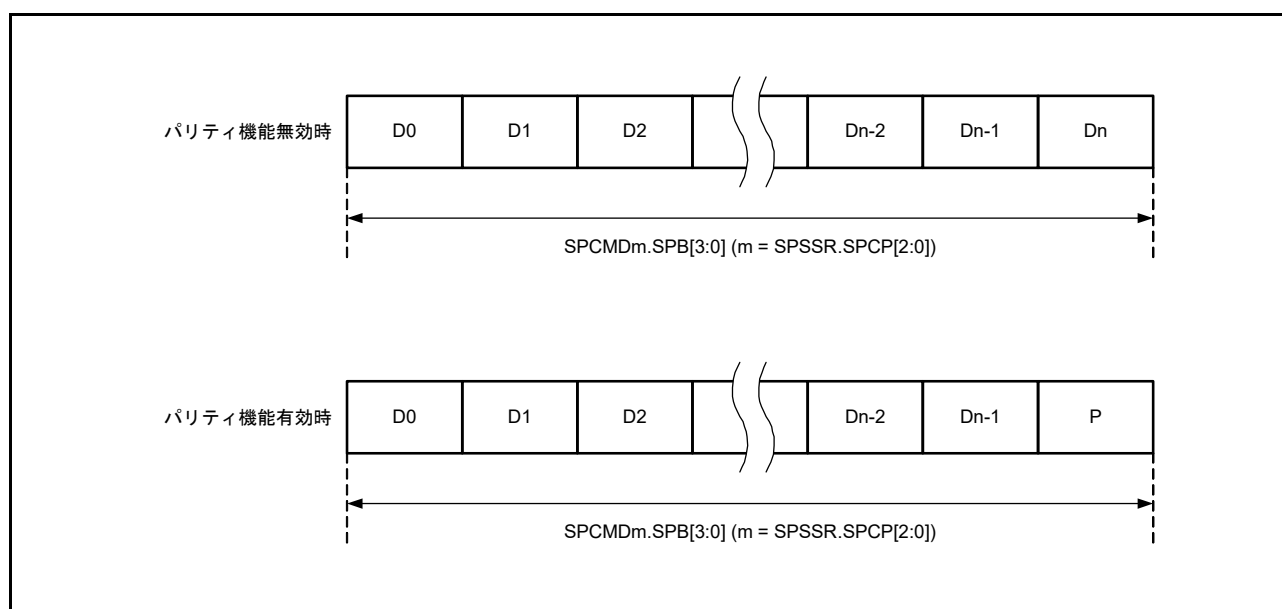 パリティ機能無効時 D0 D1 D2 Dn-2 Dn-1 Dn
SPCMDm.SPB[3:0] (m = SPSSR.SPCP[2:0])
パリティ機能有効時 D0 D1 D2 Dn-2 Dn-1 P
SPCMDm.SPB[3:0] (m = SPSSR.SPCP[2:0])